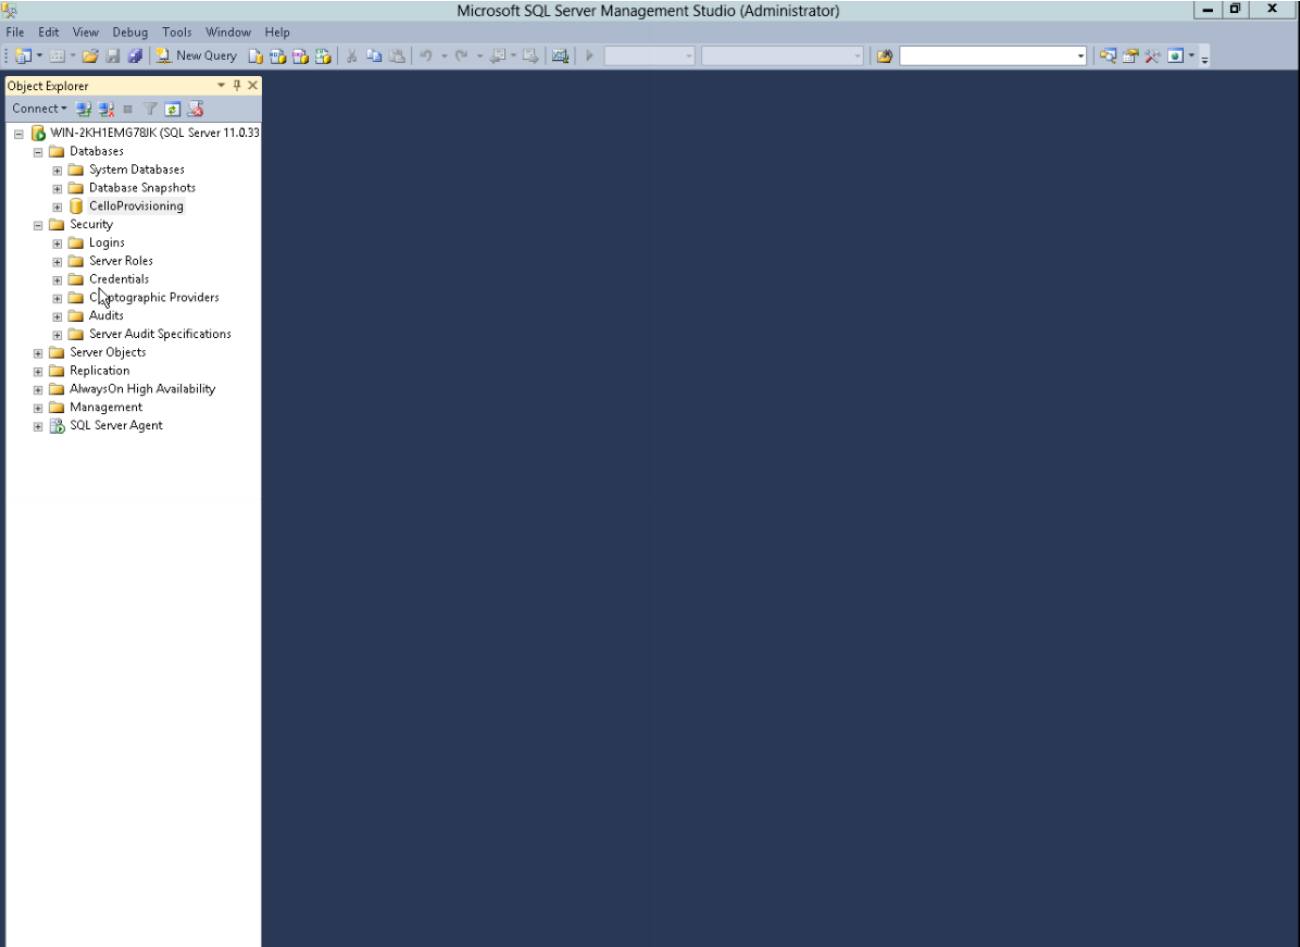 Microsoft SQL Server Management Studio (Administrator)
File Edit View Debug Tools Window Help
New Query
Object Explorer
Connect
WIN-2KH1EMG78JK (SQL Server 11.0.33
Databases
System Databases
Database Snapshots
CelloProvisioning
Security
Logins
Server Roles
Credentials
Cryptographic Providers
Audits
Server Audit Specifications
Server Objects
Replication
AlwaysOn High Availability
Management
SQL Server Agent